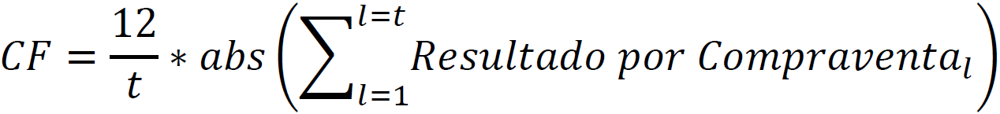 CF = 12/t * abs(∑_{l=1}^{l=t} Resultado por Compraventa_l)